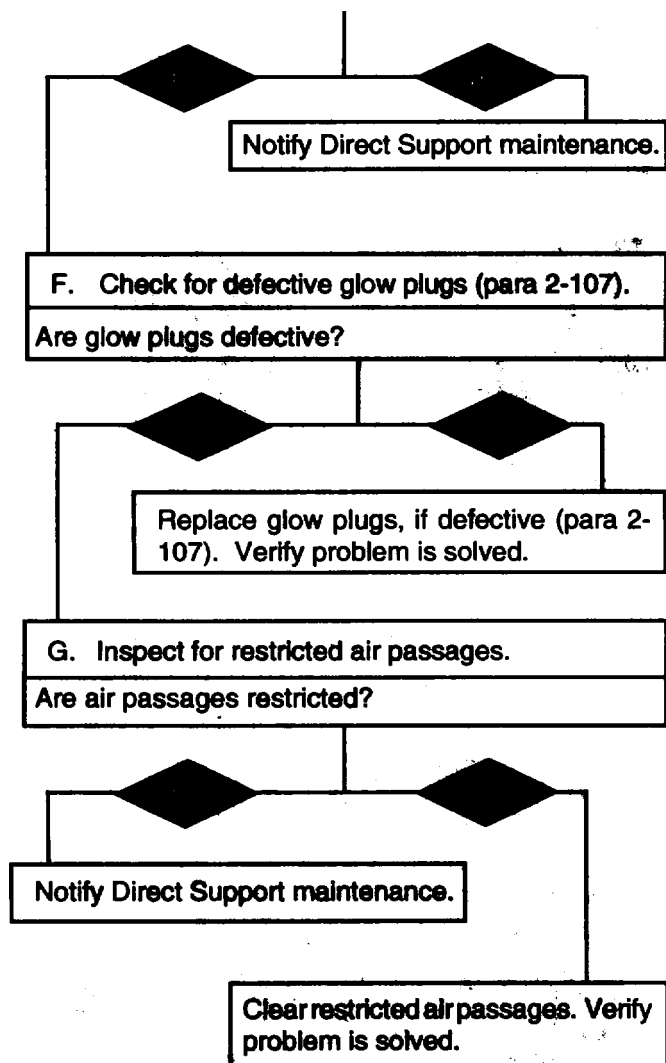 Notify Direct Support maintenance.
F. Check for defective glow plugs (para 2-107).
Are glow plugs defective?
Replace glow plugs, if defective (para 2-
107). Verify problem is solved.
G. Inspect for restricted air passages.
Are air passages restricted?
Notify Direct Support maintenance.
Clear restricted air passages. Verify
problem is solved.